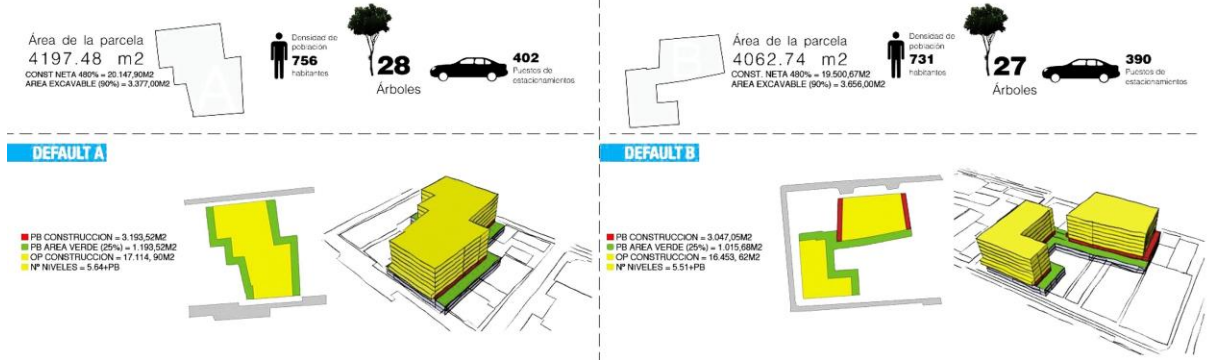 Área de la parcela
4197.48 m2
CONST NETA 480% = 20.147,90M2
AREA EXCAVABLE (90%) = 3.377,00M2
A
Densidad de
población
756
habitantes
28
Árboles
402
Puestos de
estacionamientos
Área de la parcela
4062.74 m2
CONST. NETA 480% = 19.500,67M2
AREA EXCAVABLE (90%) = 3.656,00M2
B
Densidad de
población
731
habitantes
27
Árboles
390
Puestos de
estacionamientos
DEFAULT A
PB CONSTRUCCION = 3.193,52M2
PB AREA VERDE (25%) = 1.193,52M2
OP CONSTRUCCION = 17.114, 90M2
Nº NIVELES = 5.64+PB
DEFAULT B
PB CONSTRUCCION = 3.047,05M2
PB AREA VERDE (25%) = 1.015,68M2
OP CONSTRUCCION = 16.453, 62M2
Nº NIVELES = 5.51+PB